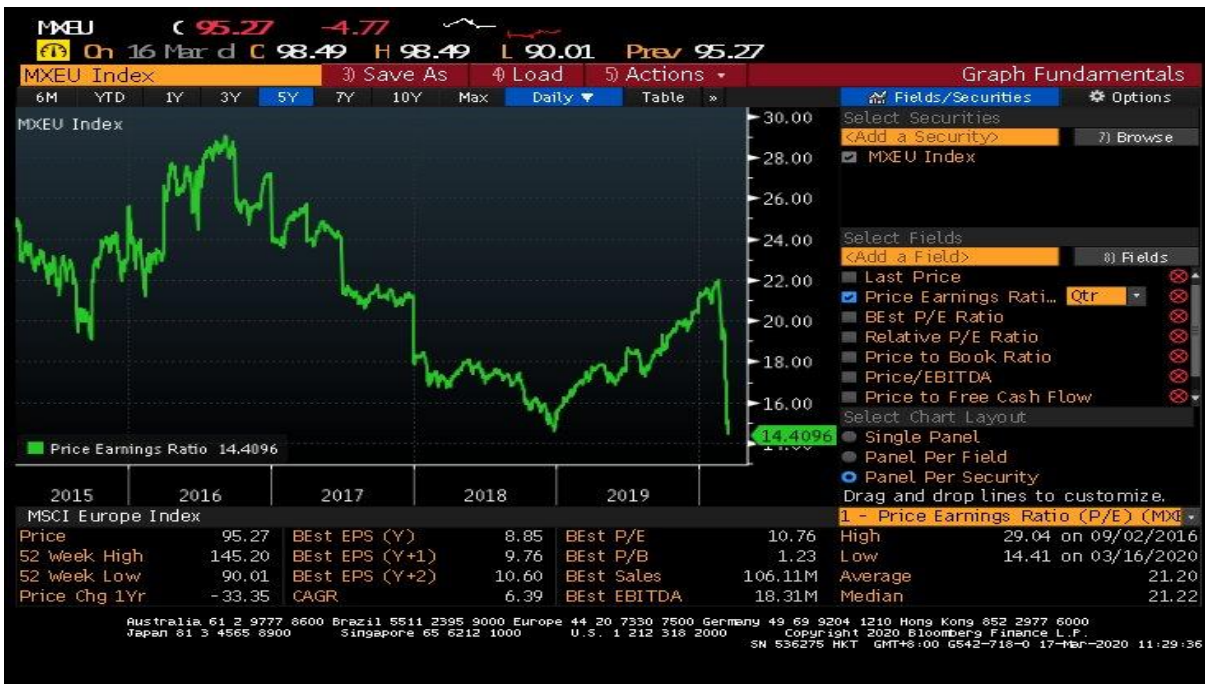 MXEU C 95.27 -4.77
On 16 Mar d C 98.49 H 98.49 L 90.01 Prev 95.27
MXEU Index 3) Save As 4) Load 5) Actions Graph Fundamentals
6M YTD 1Y 3Y 5Y 7Y 10Y Max Daily ▼ Table » Fields/Securities Options
MXEU Index
30.00
28.00
26.00
24.00
22.00
20.00
18.00
16.00
14.4096
Price Earnings Ratio 14.4096
2015 2016 2017 2018 2019
Select Securities
<Add a Security> 7) Browse
MXEU Index
Select Fields
<Add a Field> 8) Fields
Last Price
Price Earnings Rati... Qtr
BEst P/E Ratio
Relative P/E Ratio
Price to Book Ratio
Price/EBITDA
Price to Free Cash Flow
Select Chart Layout
Single Panel
Panel Per Field
Panel Per Security
Drag and drop lines to customize.
MSCI Europe Index
Price 95.27 BEst EPS (Y) 8.85 BEst P/E 10.76
52 Week High 145.20 BEst EPS (Y+1) 9.76 BEst P/B 1.23
52 Week Low 90.01 BEst EPS (Y+2) 10.60 BEst Sales 106.11M
Price Chg 1Yr -33.35 CAGR 6.39 BEst EBITDA 18.31M
1 - Price Earnings Ratio (P/E) (MXE
High 29.04 on 09/02/2016
Low 14.41 on 03/16/2020
Average 21.20
Median 21.22
Australia 61 2 9777 8600 Brazil 5511 2395 9000 Europe 44 20 7330 7500 Germany 49 69 9204 1210 Hong Kong 852 2977 6000
Japan 81 3 4565 8900 Singapore 65 6212 1000 U.S. 1 212 318 2000 Copyright 2020 Bloomberg Finance L.P.
SN 536275 HKT GMT+8:00 G542-718-0 17-Mar-2020 11:29:36